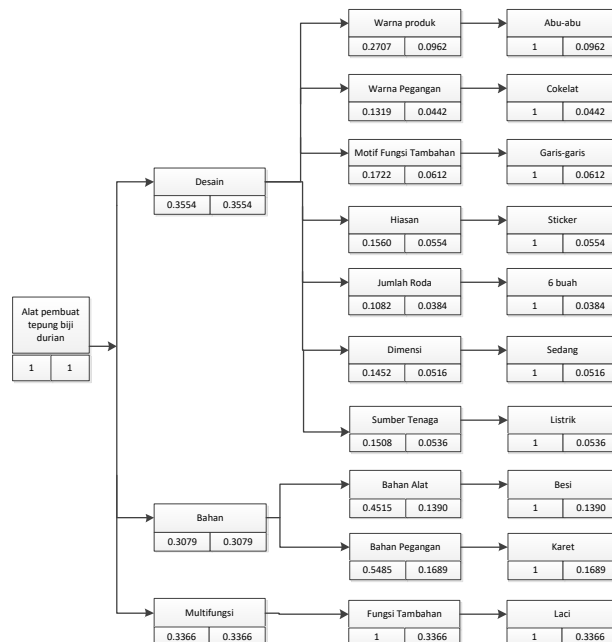 Warna produk
0.2707 0.0962
Abu-abu
1 0.0962
Warna Pegangan
0.1319 0.0442
Cokelat
1 0.0442
Motif Fungsi Tambahan
0.1722 0.0612
Garis-garis
1 0.0612
Desain
0.3554 0.3554
Hiasan
0.1560 0.0554
Sticker
1 0.0554
Jumlah Roda
0.1082 0.0384
6 buah
1 0.0384
Alat pembuat
tepung biji
durian
1 1
Dimensi
0.1452 0.0516
Sedang
1 0.0516
Sumber Tenaga
0.1508 0.0536
Listrik
1 0.0536
Bahan
0.3079 0.3079
Bahan Alat
0.4515 0.1390
Besi
1 0.1390
Bahan Pegangan
0.5485 0.1689
Karet
1 0.1689
Multifungsi
0.3366 0.3366
Fungsi Tambahan
1 0.3366
Laci
1 0.3366